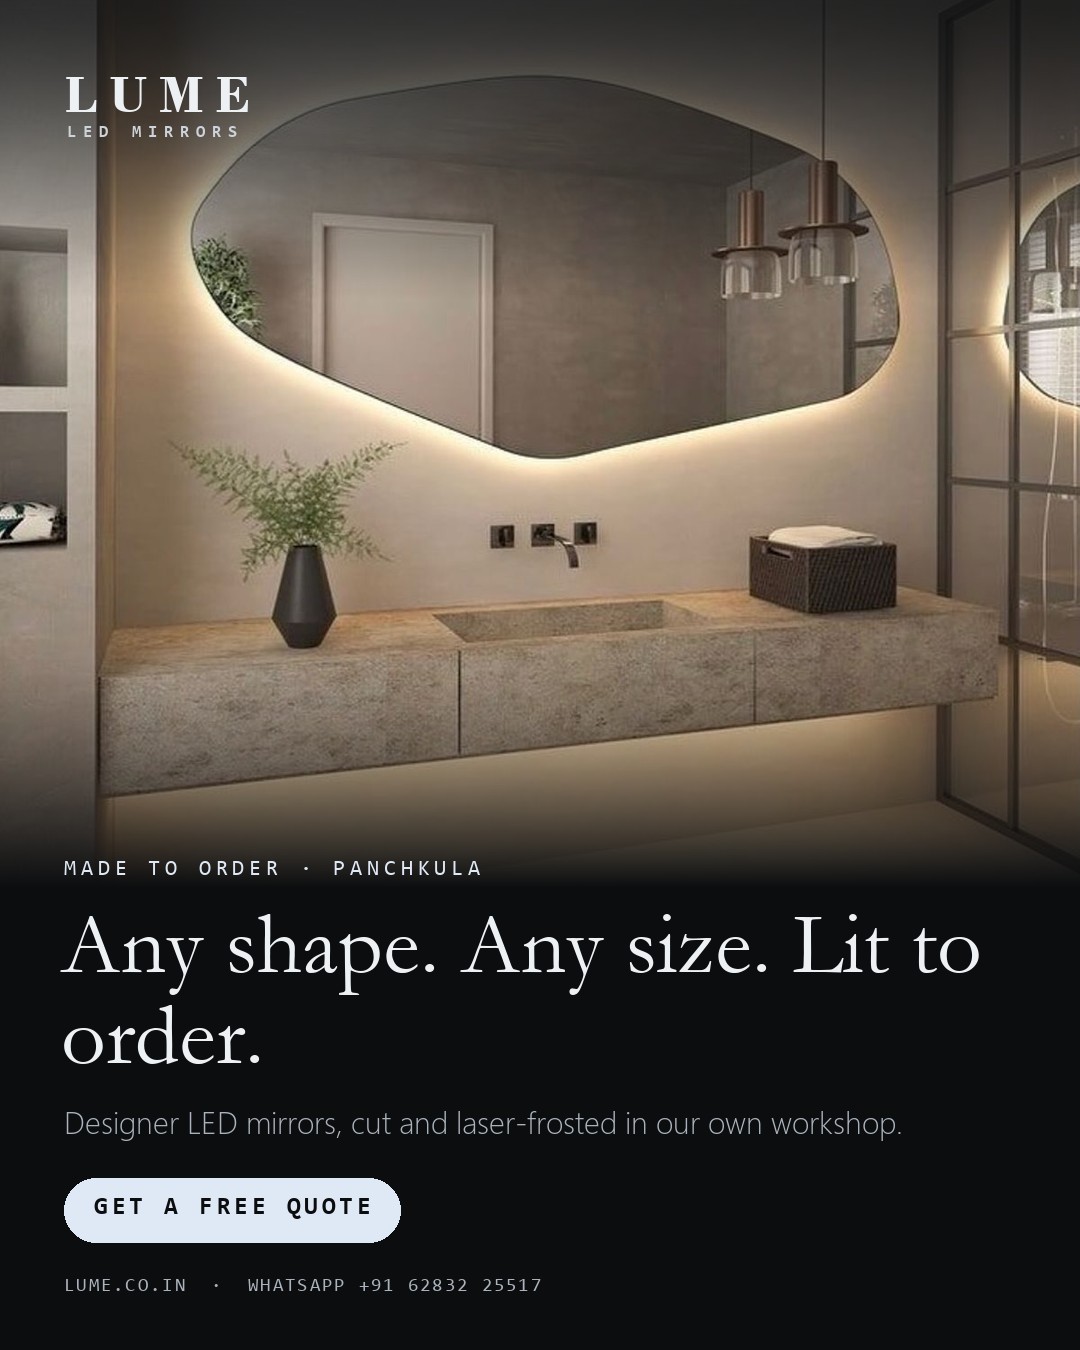 LUME
LED MIRRORS
MADE TO ORDER · PANCHKULA
Any shape. Any size. Lit to
order.
Designer LED mirrors, cut and laser-frosted in our own workshop.
GET A FREE QUOTE
LUME.CO.IN · WHATSAPP +91 62832 25517